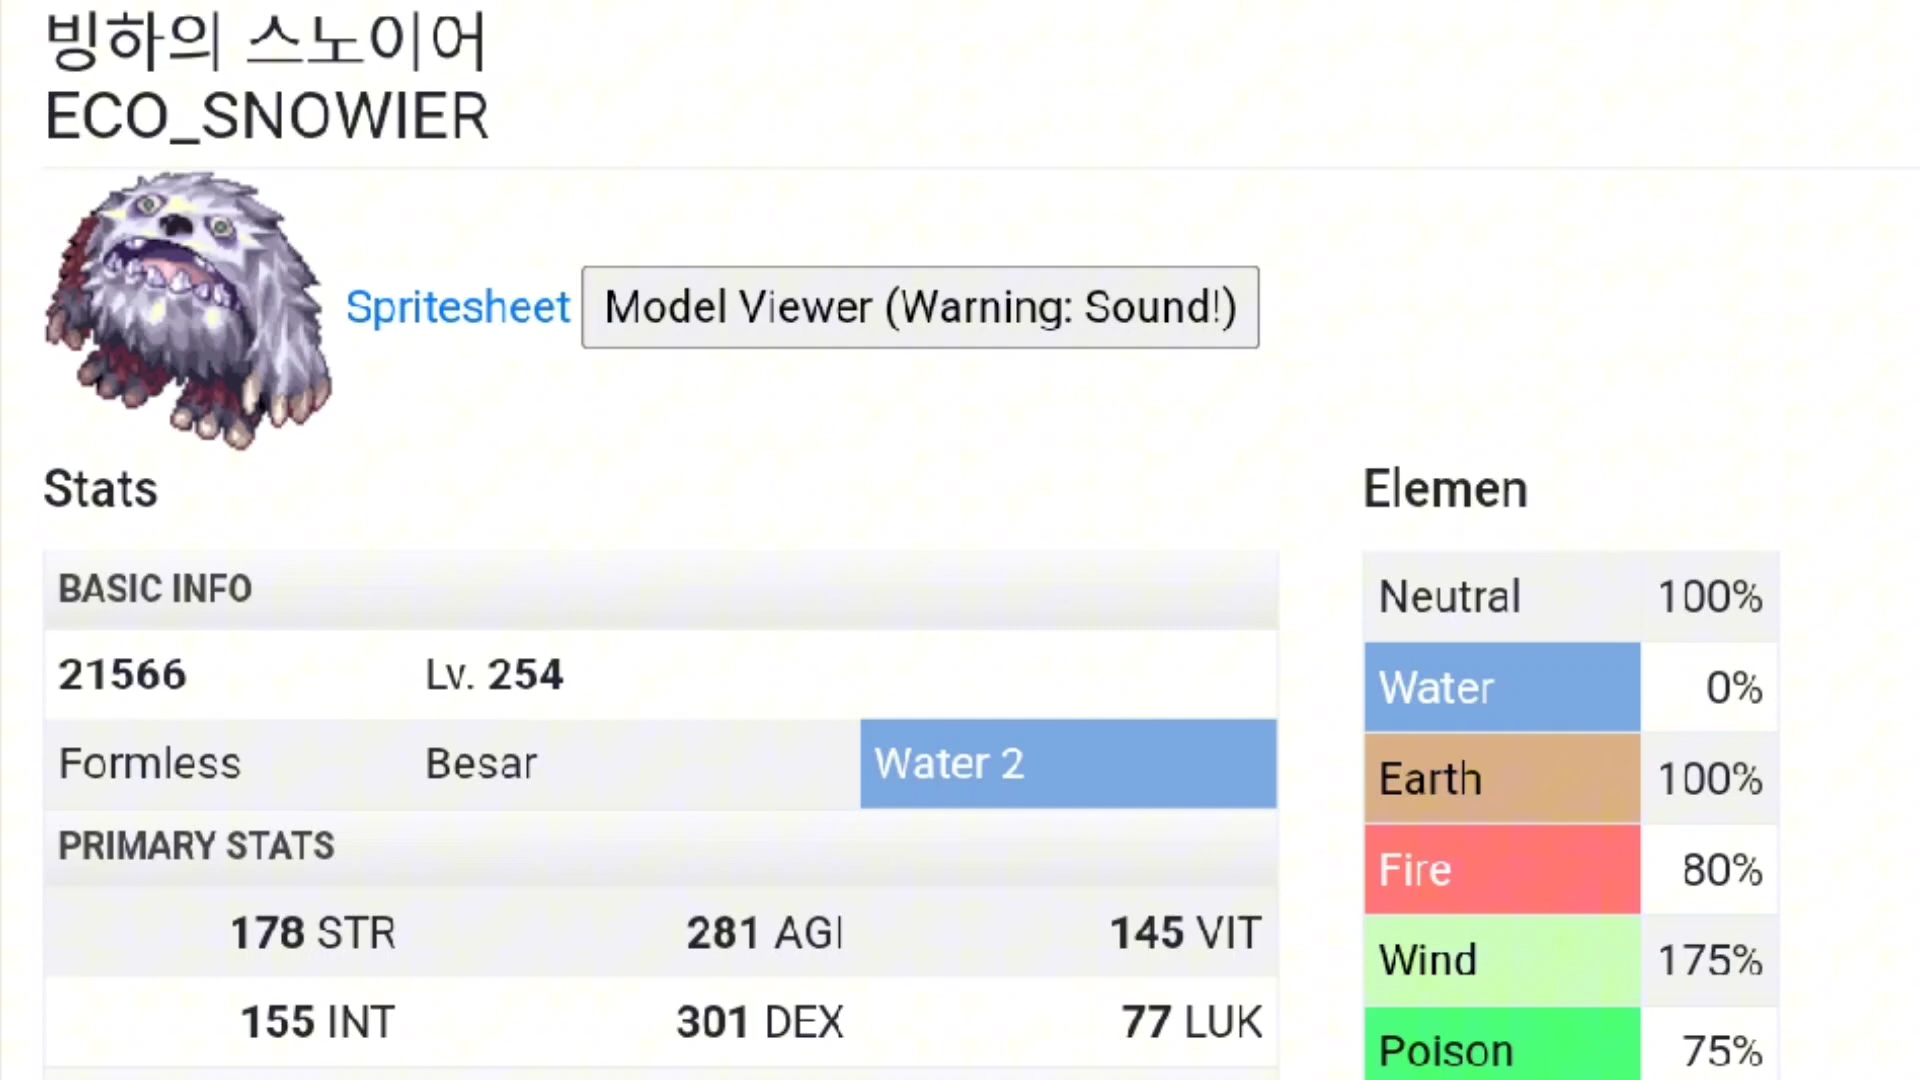 빙하의 스노이어
ECO_SNOWIER
Spritesheet Model Viewer (Warning: Sound!)
Stats
BASIC INFO
21566 Lv. 254
Formless Besar Water 2
PRIMARY STATS
178 STR 281 AGI 145 VIT
155 INT 301 DEX 77 LUK
Elemen
Neutral 100%
Water 0%
Earth 100%
Fire 80%
Wind 175%
Poison 75%